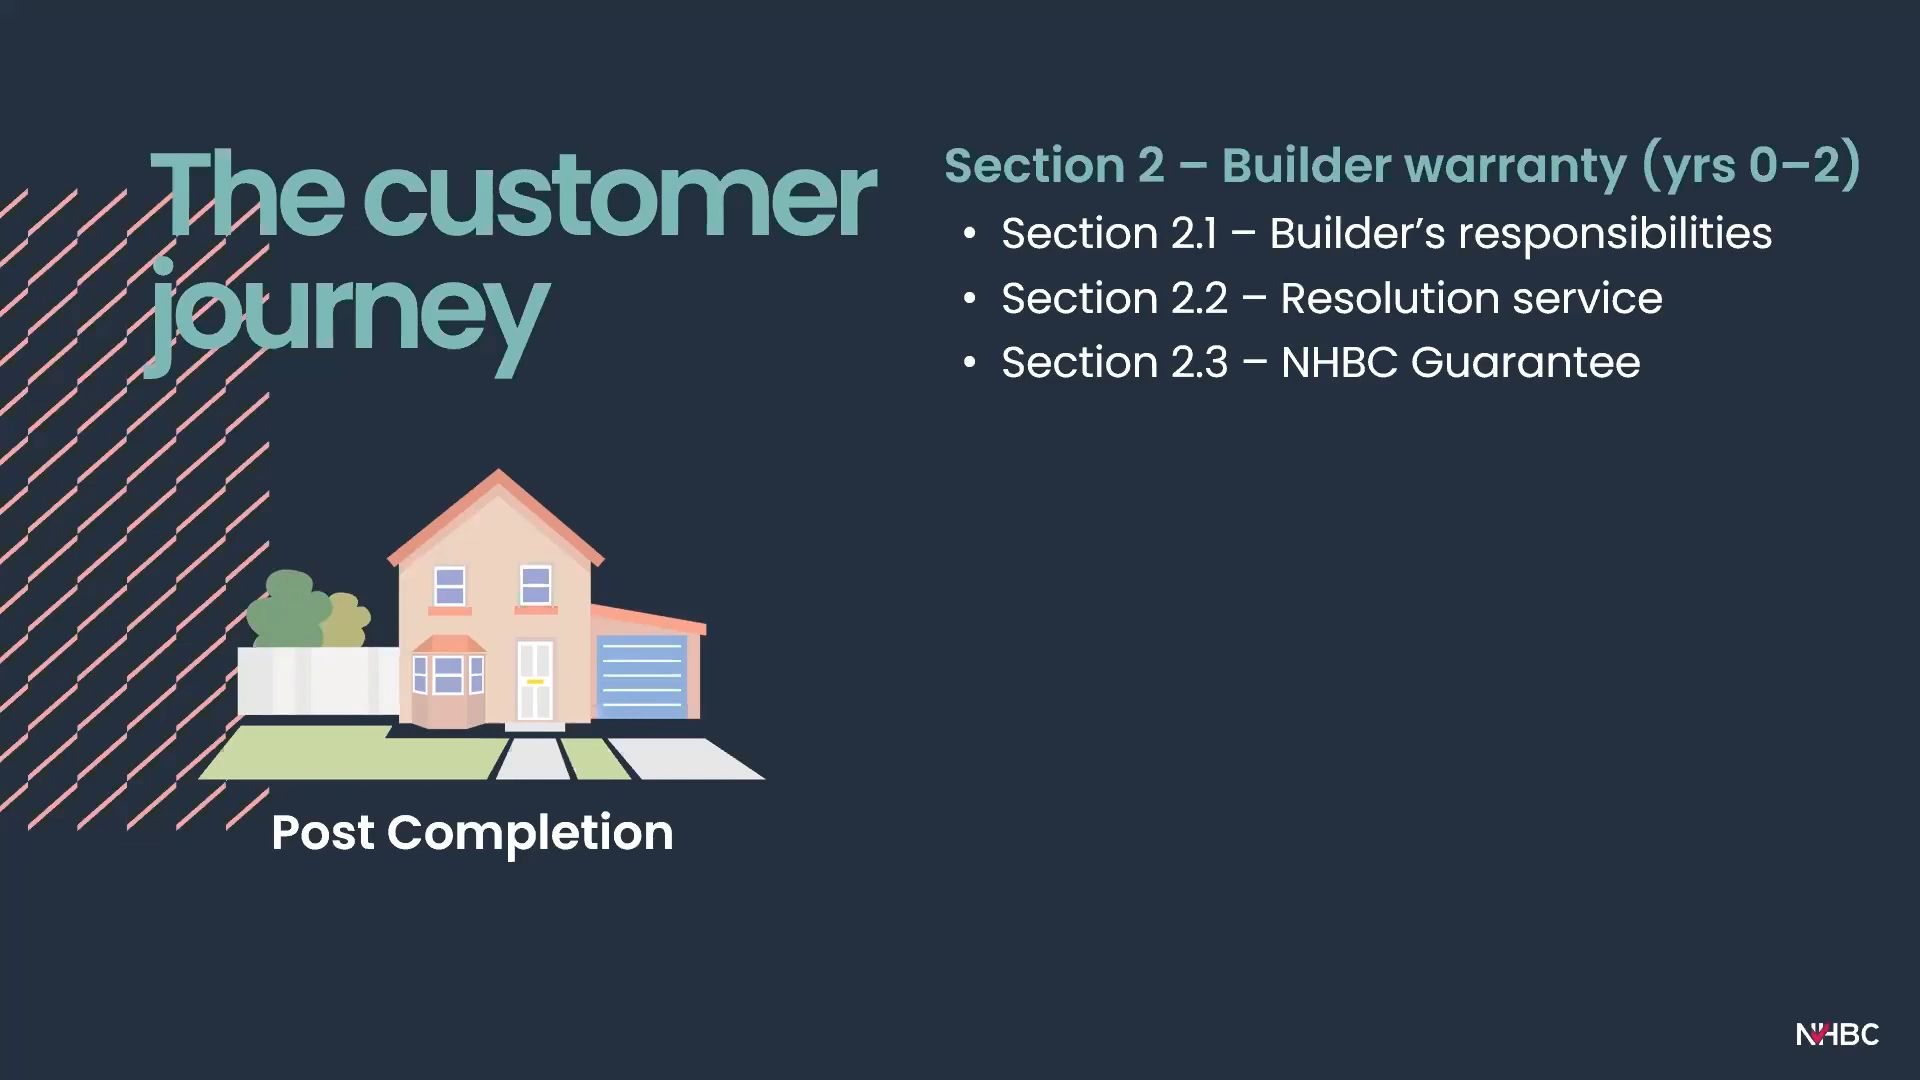 The customer
journey
Section 2 – Builder warranty (yrs 0–2)
• Section 2.1 – Builder’s responsibilities
• Section 2.2 – Resolution service
• Section 2.3 – NHBC Guarantee
Post Completion
NHBC